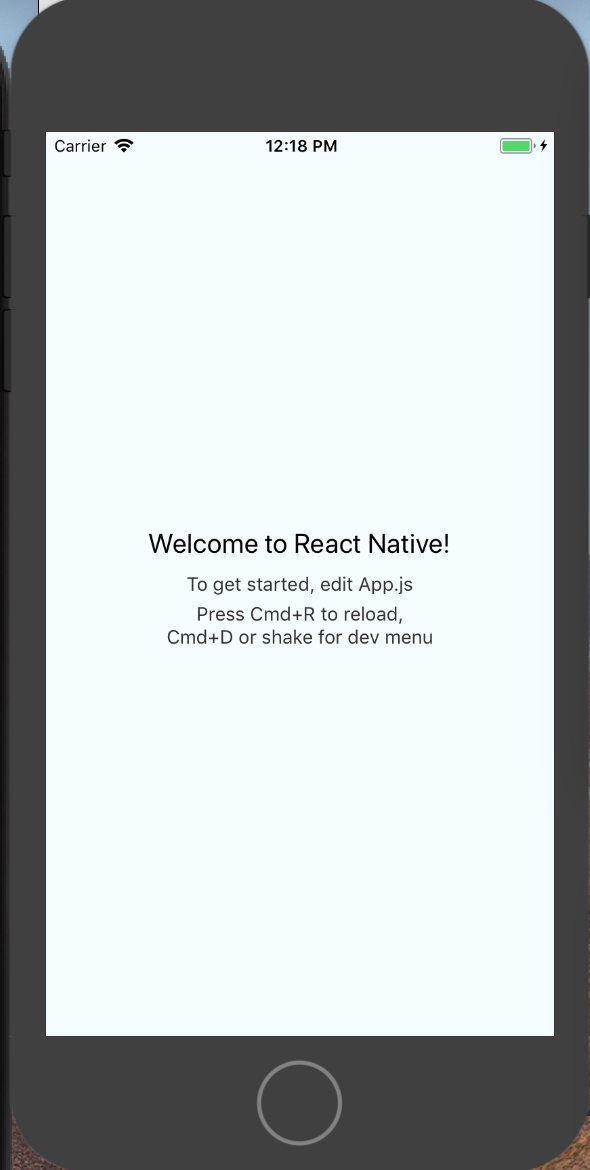 Carrier 12:18 PM
Welcome to React Native!
To get started, edit App.js
Press Cmd+R to reload,
Cmd+D or shake for dev menu